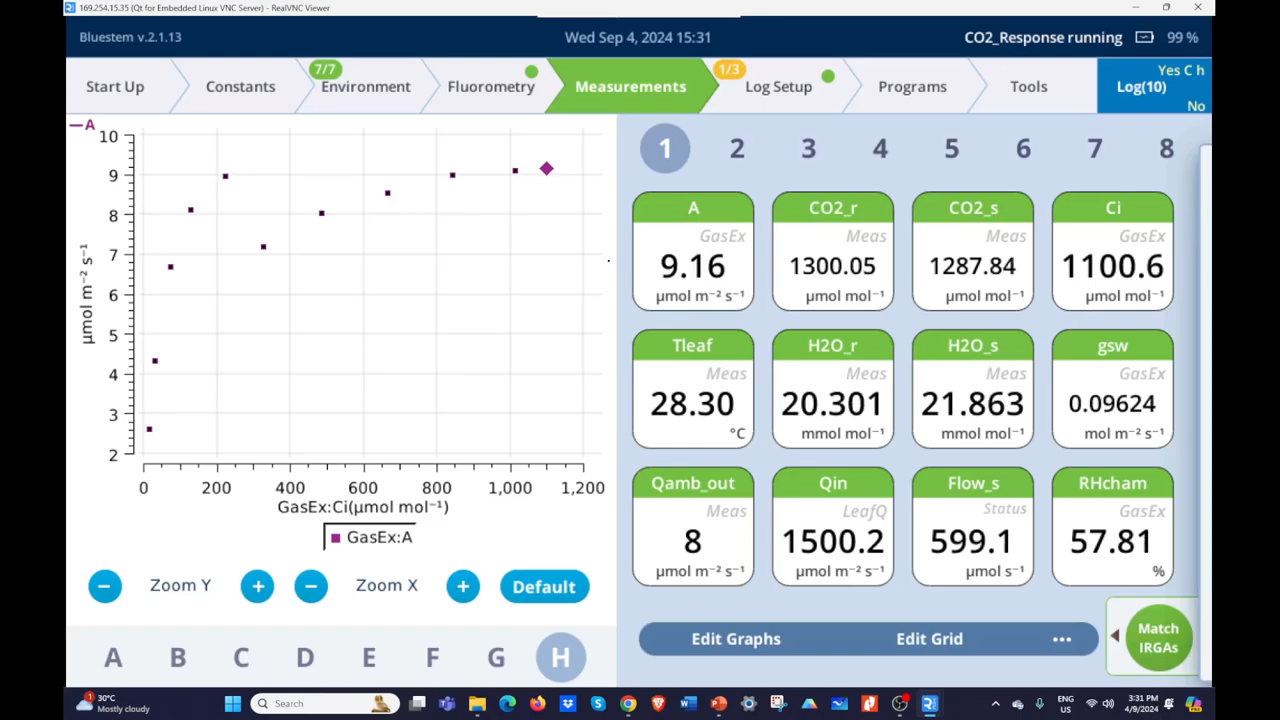 169.254.15.35 (Qt for Embedded Linux VNC Server) - RealVNC Viewer
Bluestem v.2.1.13
Wed Sep 4, 2024 15:31
CO2_Response running
99 %
Start Up
Constants
7/7
Environment
Fluorometry
Measurements
1/3
Log Setup
Programs
Tools
Yes C h
Log(10)
No
A
10
9
8
7
6
5
4
3
2
µmol m⁻² s⁻¹
0
200
400
600
800
1,000
1,200
GasEx:Ci(µmol mol⁻¹)
GasEx:A
Zoom Y
Zoom X
Default
A B C D E F G H
1 2 3 4 5 6 7 8
A
GasEx
9.16
µmol m⁻² s⁻¹
CO2_r
Meas
1300.05
µmol mol⁻¹
CO2_s
Meas
1287.84
µmol mol⁻¹
Ci
GasEx
1100.6
µmol mol⁻¹
Tleaf
Meas
28.30
°C
H2O_r
Meas
20.301
mmol mol⁻¹
H2O_s
Meas
21.863
mmol mol⁻¹
gsw
GasEx
0.09624
mol m⁻² s⁻¹
Qamb_out
Meas
8
µmol m⁻² s⁻¹
Qin
LeafQ
1500.2
µmol m⁻² s⁻¹
Flow_s
Status
599.1
µmol s⁻¹
RHcham
GasEx
57.81
%
Edit Graphs
Edit Grid
•••
Match
IRGAs
1
30°C
Mostly cloudy
Search
ENG
US
3:31 PM
4/9/2024